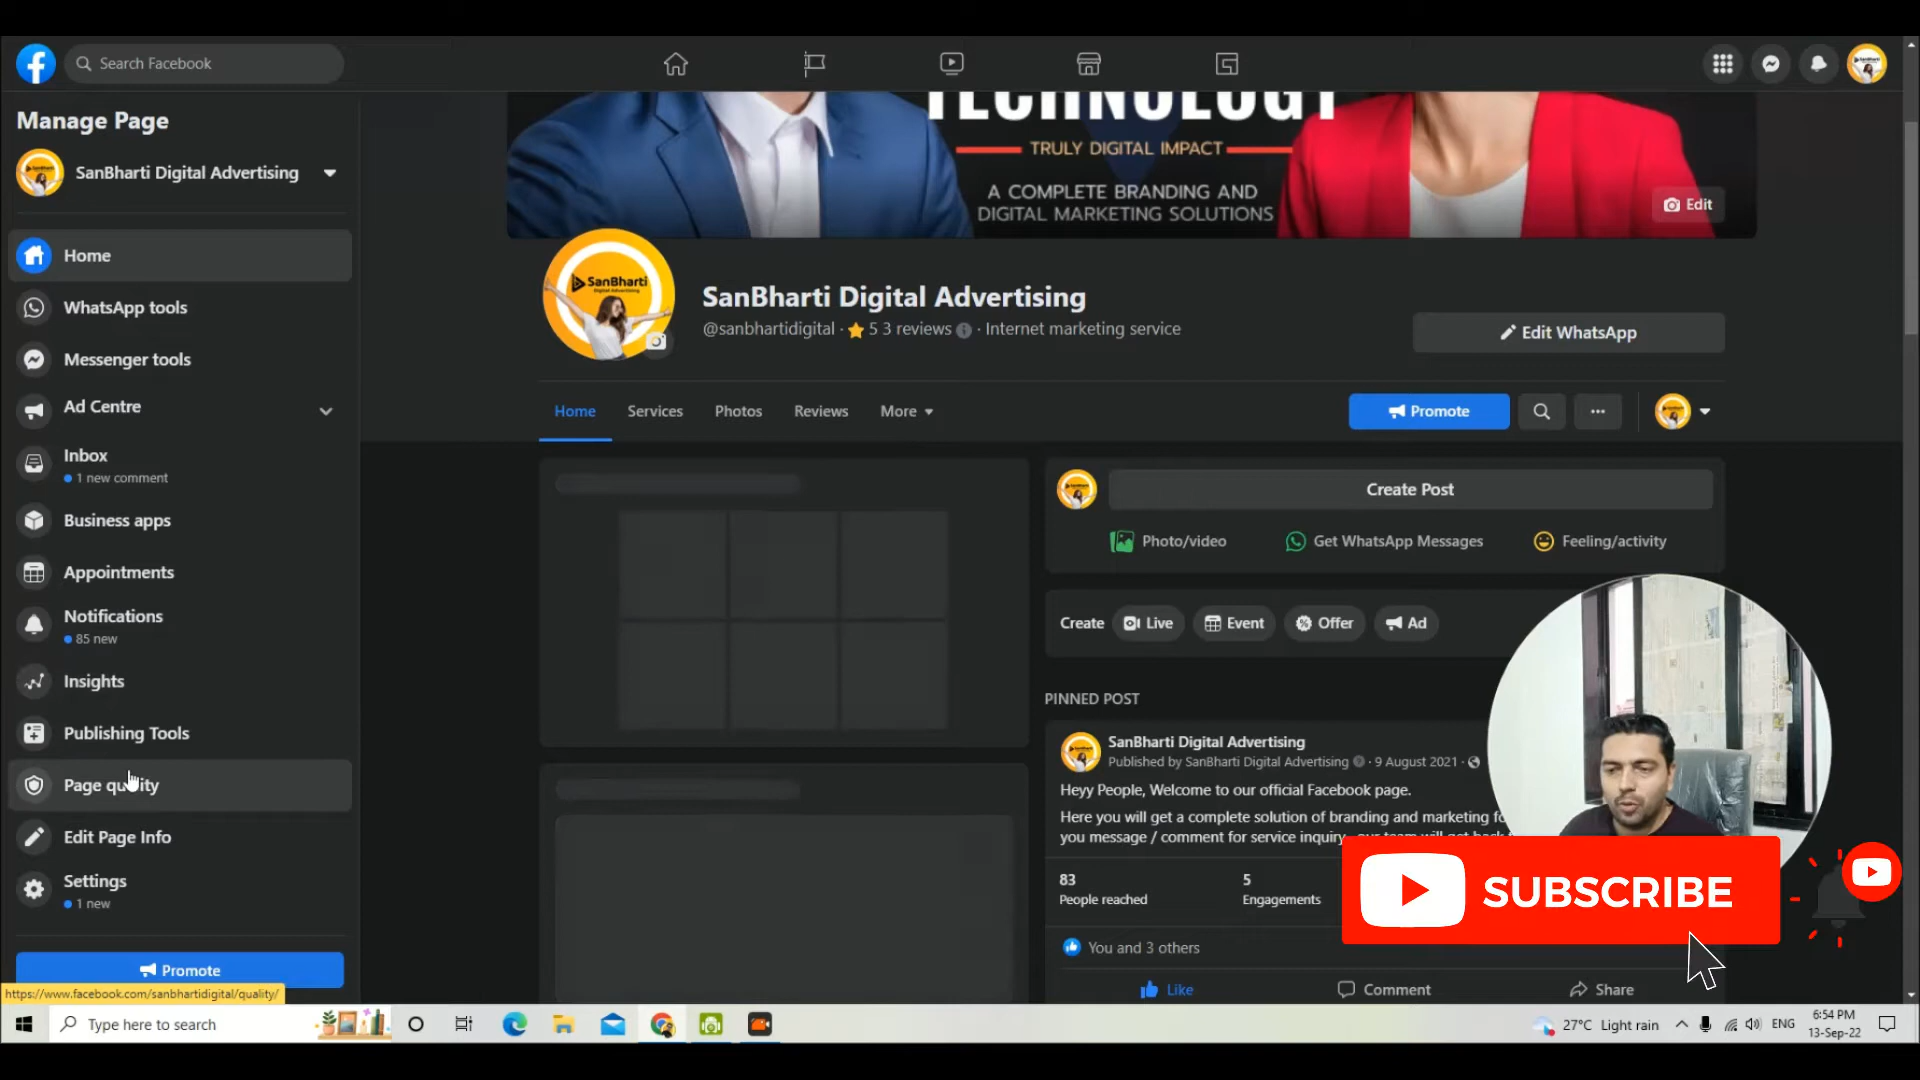 Search Facebook
Manage Page
SanBharti Digital Advertising
Home
WhatsApp tools
Messenger tools
Ad Centre
Inbox
1 new comment
Business apps
Appointments
Notifications
85 new
Insights
Publishing Tools
Page quality
Edit Page Info
Settings
1 new
Promote
https://www.facebook.com/sanbhartidigital/quality/
TECHNOLOGY
TRULY DIGITAL IMPACT
A COMPLETE BRANDING AND
DIGITAL MARKETING SOLUTIONS
Edit
SanBharti
Digital Advertising
SanBharti Digital Advertising
@sanbhartidigital · 5 3 reviews · Internet marketing service
Edit WhatsApp
Home Services Photos Reviews More
Promote
Create Post
Photo/video Get WhatsApp Messages Feeling/activity
Create Live Event Offer Ad
PINNED POST
SanBharti Digital Advertising
Published by SanBharti Digital Advertising · 9 August 2021 ·
Heyy People, Welcome to our official Facebook page.
Here you will get a complete solution of branding and marketing
you message / comment for service inquiry
83
People reached
5
Engagements
You and 3 others
Like Comment Share
SUBSCRIBE
Type here to search
27°C Light rain
ENG
6:54 PM
13-Sep-22